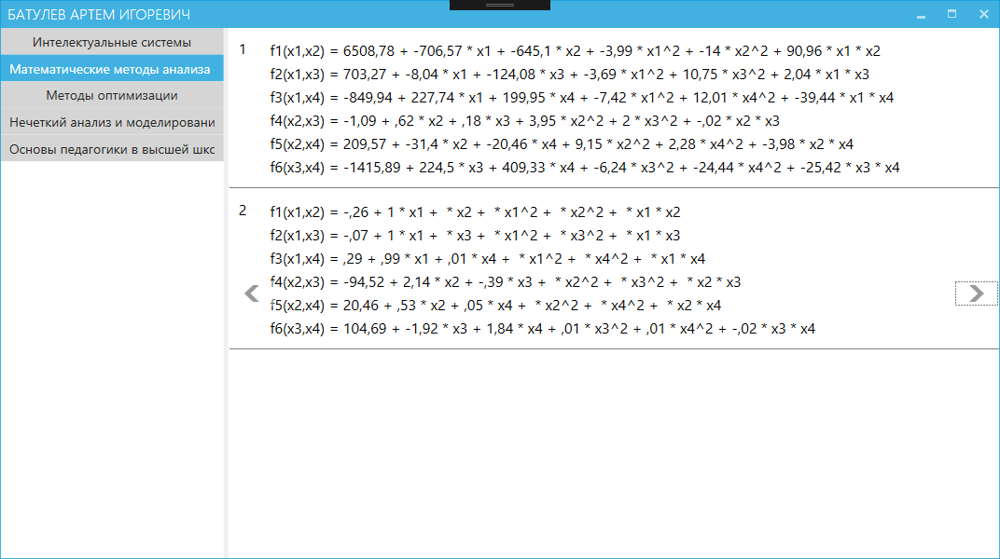 БАТУЛЕВ АРТЕМ ИГОРЕВИЧ
Интелектуальные системы
Математические методы анализа
Методы оптимизации
Нечеткий анализ и моделировани
Основы педагогики в высшей шкс
1
f1(x1,x2) = 6508,78 + -706,57 * x1 + -645,1 * x2 + -3,99 * x1^2 + -14 * x2^2 + 90,96 * x1 * x2
f2(x1,x3) = 703,27 + -8,04 * x1 + -124,08 * x3 + -3,69 * x1^2 + 10,75 * x3^2 + 2,04 * x1 * x3
f3(x1,x4) = -849,94 + 227,74 * x1 + 199,95 * x4 + -7,42 * x1^2 + 12,01 * x4^2 + -39,44 * x1 * x4
f4(x2,x3) = -1,09 + ,62 * x2 + ,18 * x3 + 3,95 * x2^2 + 2 * x3^2 + -,02 * x2 * x3
f5(x2,x4) = 209,57 + -31,4 * x2 + -20,46 * x4 + 9,15 * x2^2 + 2,28 * x4^2 + -3,98 * x2 * x4
f6(x3,x4) = -1415,89 + 224,5 * x3 + 409,33 * x4 + -6,24 * x3^2 + -24,44 * x4^2 + -25,42 * x3 * x4
2
f1(x1,x2) = -,26 + 1 * x1 +  * x2 +  * x1^2 +  * x2^2 +  * x1 * x2
f2(x1,x3) = -,07 + 1 * x1 +  * x3 +  * x1^2 +  * x3^2 +  * x1 * x3
f3(x1,x4) = ,29 + ,99 * x1 + ,01 * x4 +  * x1^2 +  * x4^2 +  * x1 * x4
f4(x2,x3) = -94,52 + 2,14 * x2 + -,39 * x3 +  * x2^2 +  * x3^2 +  * x2 * x3
f5(x2,x4) = 20,46 + ,53 * x2 + ,05 * x4 +  * x2^2 +  * x4^2 +  * x2 * x4
f6(x3,x4) = 104,69 + -1,92 * x3 + 1,84 * x4 + ,01 * x3^2 + ,01 * x4^2 + -,02 * x3 * x4